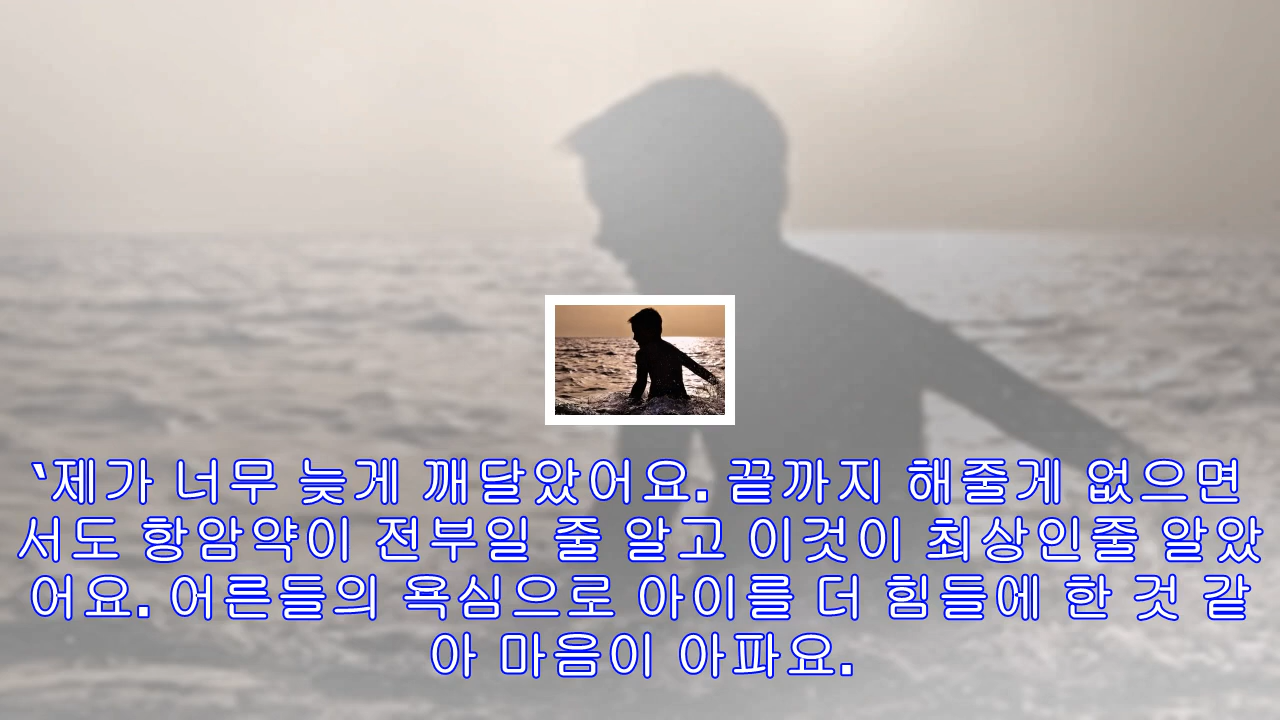 ‘제가 너무 늦게 깨달았어요. 끝까지 해줄게 없으면
서도 항암약이 전부일 줄 알고 이것이 최상인줄 알았
어요. 어른들의 욕심으로 아이를 더 힘들에 한 것 같
아 마음이 아파요.